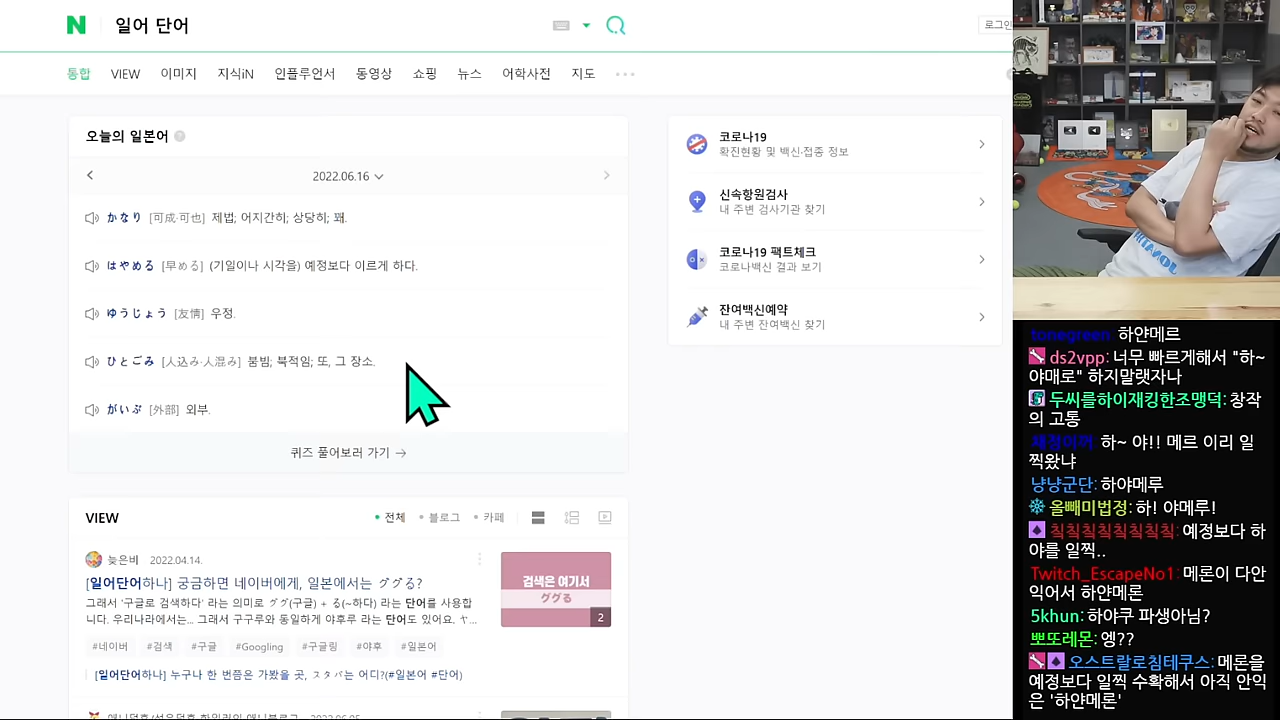 N 일어 단어
로그인
통합 VIEW 이미지 지식iN 인플루언서 동영상 쇼핑 뉴스 어학사전 지도
오늘의 일본어
2022.06.16
かなり [可成·可也] 제법; 어지간히; 상당히; 꽤.
はやめる [早める] (기일이나 시각을) 예정보다 이르게 하다.
ゆうじょう [友情] 우정.
ひとごみ [人込み·人混み] 붐빔; 북적임; 또, 그 장소.
がいぶ [外部] 외부.
퀴즈 풀어보러 가기 →
코로나19
확진현황 및 백신·접종 정보
신속항원검사
내 주변 검사기관 찾기
코로나19 팩트체크
코로나백신 결과 보기
잔여백신예약
내 주변 잔여백신 찾기
VIEW
전체 블로그 카페
늦은비 2022.04.14.
[일어단어하나] 궁금하면 네이버에게, 일본에서는 ググる?
그래서 '구글로 검색하다' 라는 의미로 ググ(구글) + る(~하다) 라는 단어를 사용합
니다. 우리나라에서는... 그래서 구구루와 동일하게 야후루 라는 단어도 있어요. ヤ...
#네이버 #검색 #구글 #Googling #구글링 #야후 #일본어
[일어단어하나] 누구나 한 번쯤은 가봤을 곳, スタバ는 어디?(#일본어 #단어)
검색은 여기서
ググる
2
tonegreen: 하얀메르
ds2vpp: 너무 빠르게해서 "하~
야매로" 하지말랫자나
두씨를하이재킹한조맹덕: 창작
의 고통
하~ 야!! 메르 이리 일
찍왔냐
냥냥군단: 하야메루
올빼미법정: 하! 야메루!
칙칙칙칙칙칙칙칙: 예정보다 하
야를 일찍..
Twitch_EscapeNo1: 메론이 다안
익어서 하얀메론
5khun: 하야쿠 파생아님?
뽀또레몬: 엥??
오스트랄로침테쿠스: 메론을
예정보다 일찍 수확해서 아직 안익
은 '하얀메론'